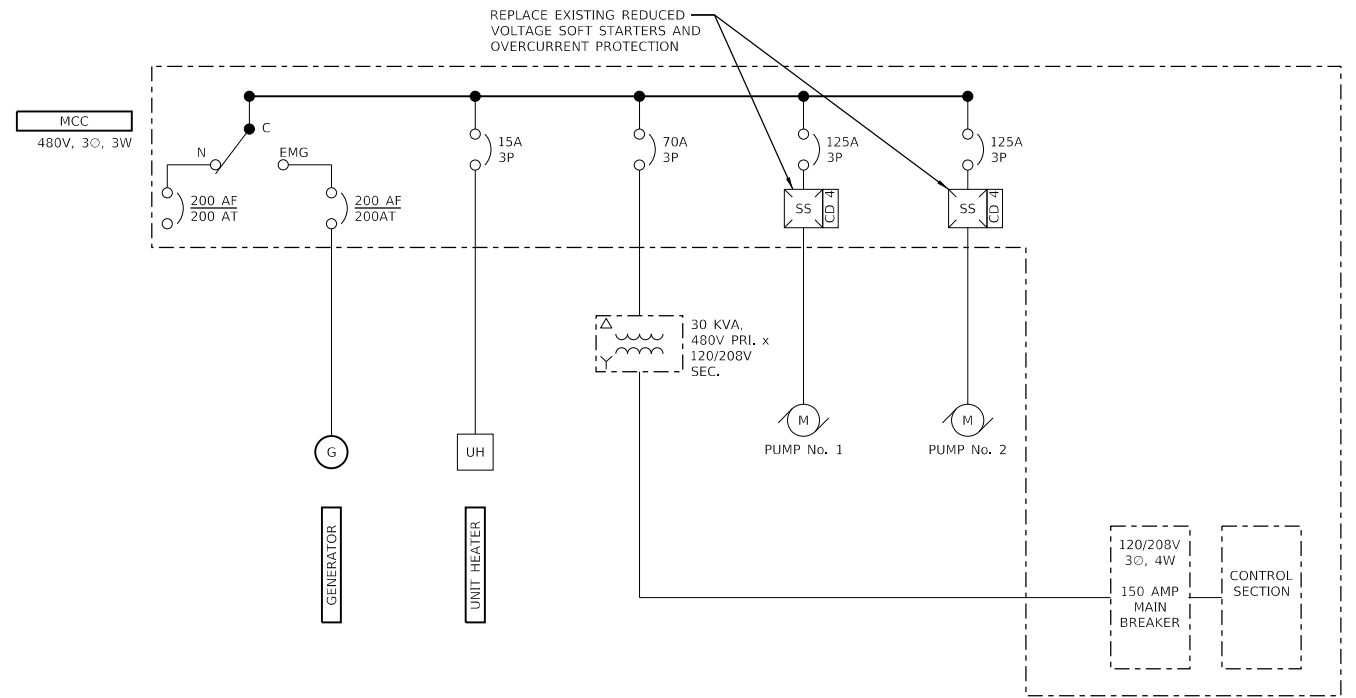 REPLACE EXISTING REDUCED
VOLTAGE SOFT STARTERS AND
OVERCURRENT PROTECTION
MCC
480V, 3∅, 3W
C
N
EMG
200 AF
200 AT
200 AF
200AT
15A
3P
70A
3P
125A
3P
125A
3P
SS
CD 4
SS
CD 4
30 KVA,
480V PRI. x
120/208V
SEC.
G
UH
M
PUMP No. 1
M
PUMP No. 2
GENERATOR
UNIT HEATER
120/208V
3∅, 4W
150 AMP
MAIN
BREAKER
CONTROL
SECTION